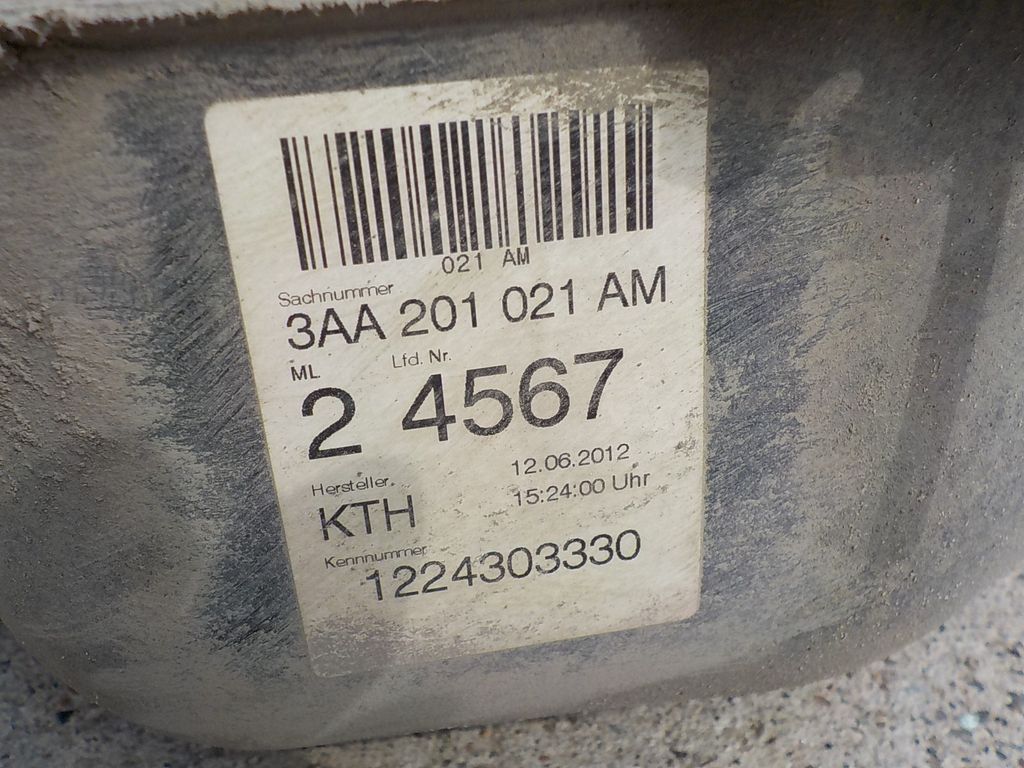 021 AM
Sachnummer
3AA 201 021 AM
ML Lfd. Nr.
2 4567
Hersteller 12.06.2012
KTH 15:24:00 Uhr
Kennnummer
1224303330